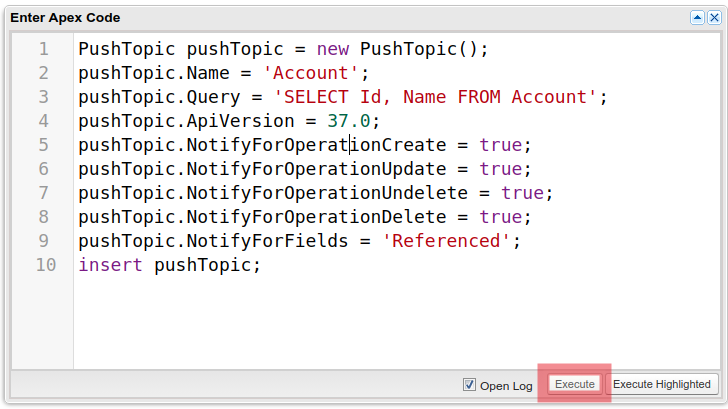 Enter Apex Code
1 PushTopic pushTopic = new PushTopic();
2 pushTopic.Name = 'Account';
3 pushTopic.Query = 'SELECT Id, Name FROM Account';
4 pushTopic.ApiVersion = 37.0;
5 pushTopic.NotifyForOperationCreate = true;
6 pushTopic.NotifyForOperationUpdate = true;
7 pushTopic.NotifyForOperationUndelete = true;
8 pushTopic.NotifyForOperationDelete = true;
9 pushTopic.NotifyForFields = 'Referenced';
10 insert pushTopic;
Open Log Execute Execute Highlighted